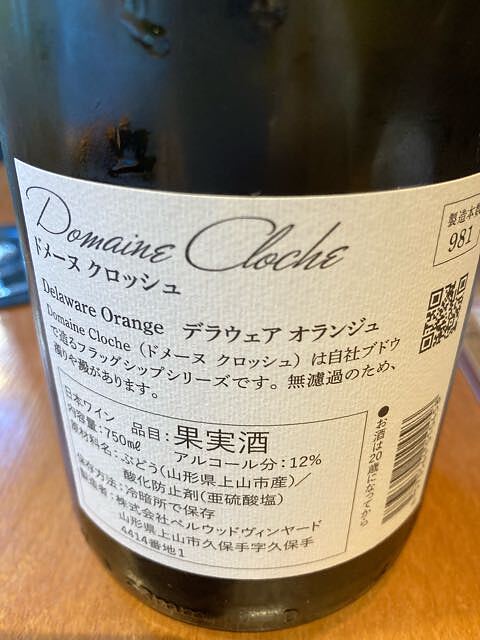 Domaine Cloche
ドメーヌ クロッシュ
製造本数
981
Delaware Orange デラウェア オランジュ
Domaine Cloche（ドメーヌ クロッシュ）は自社ブドウ
で造るフラッグシップシリーズです。無濾過のため、
濁りや澱があります。
日本ワイン 品目：果実酒
内容量：750㎖ アルコール分：12%
原材料名：ぶどう(山形県上山市産)／
酸化防止剤(亜硫酸塩)
保存方法：冷暗所で保存
製造者：株式会社ベルウッドヴィンヤード
山形県上山市久保手字久保手
4414番地1
●お酒は20歳になってから